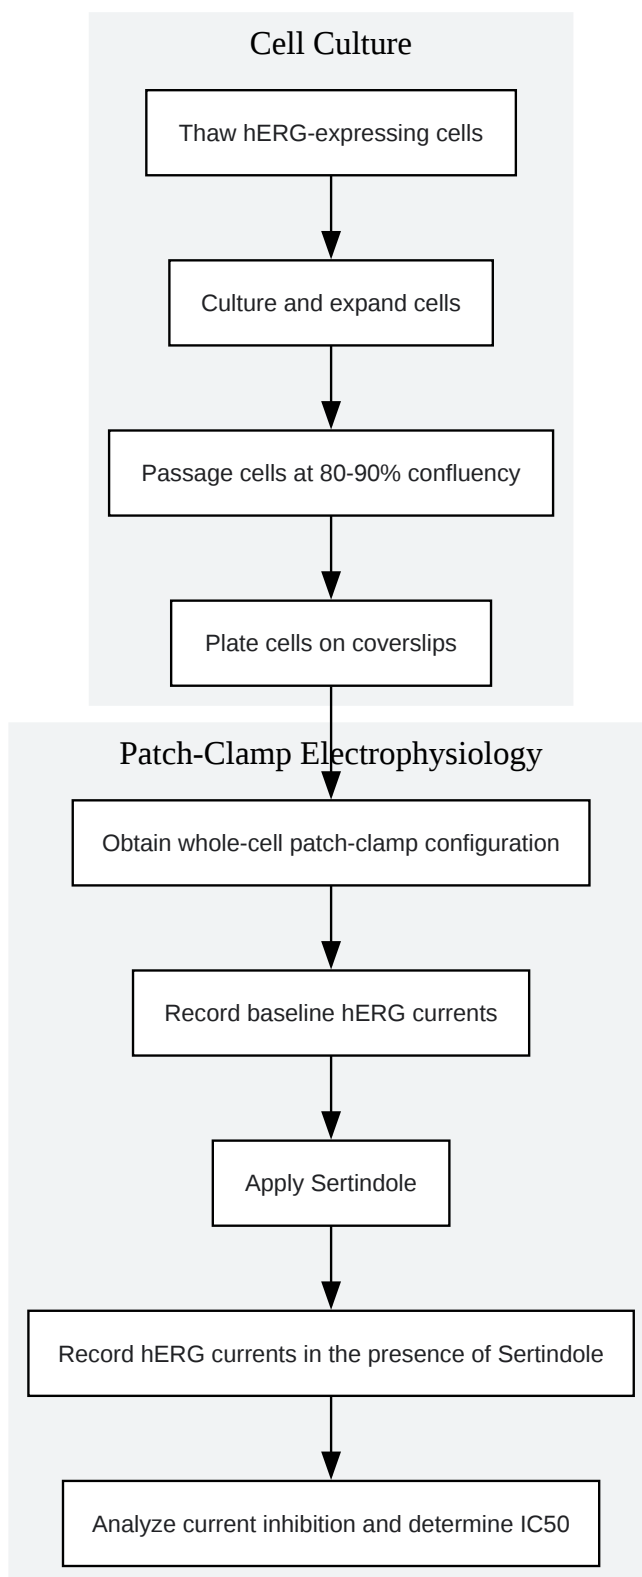 Cell Culture
Thaw hERG-expressing cells
Culture and expand cells
Passage cells at 80-90% confluency
Plate cells on coverslips
Patch-Clamp Electrophysiology
Obtain whole-cell patch-clamp configuration
Record baseline hERG currents
Apply Sertindole
Record hERG currents in the presence of Sertindole
Analyze current inhibition and determine IC50